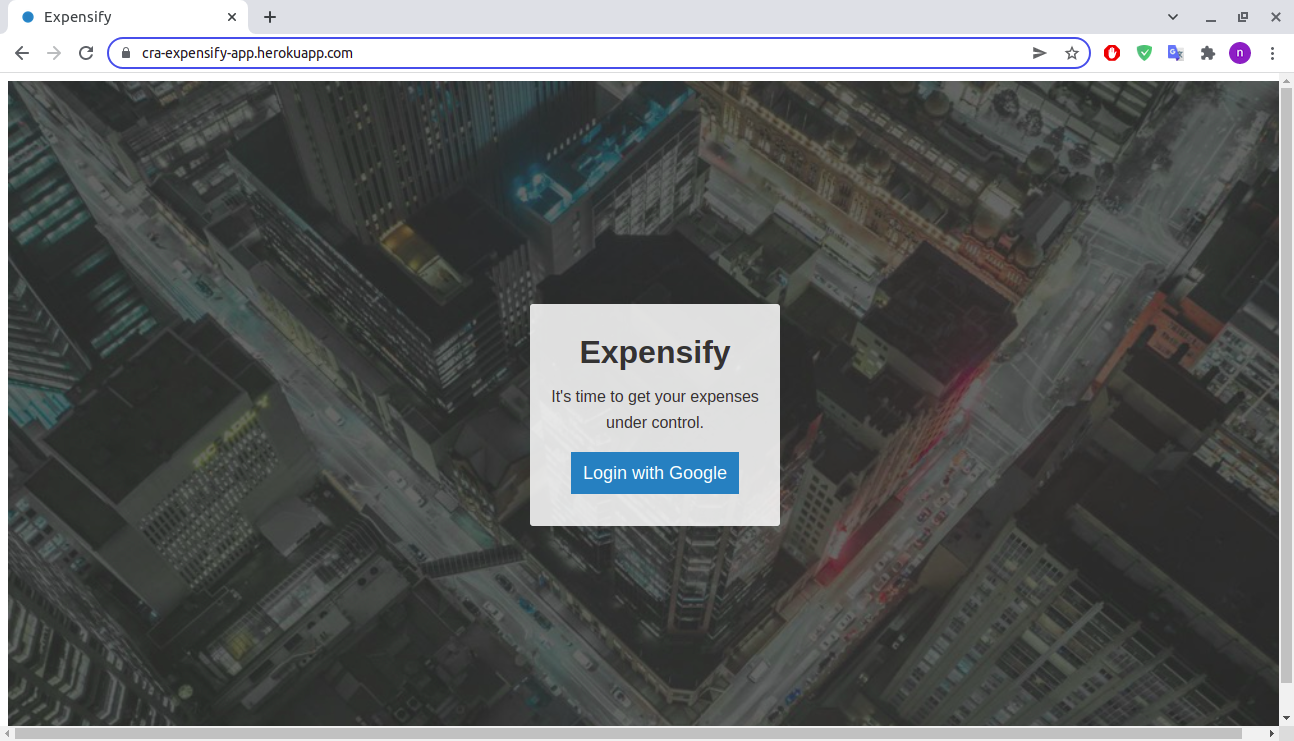 Expensify
cra-expensify-app.herokuapp.com
n
Expensify
It's time to get your expenses
under control.
Login with Google